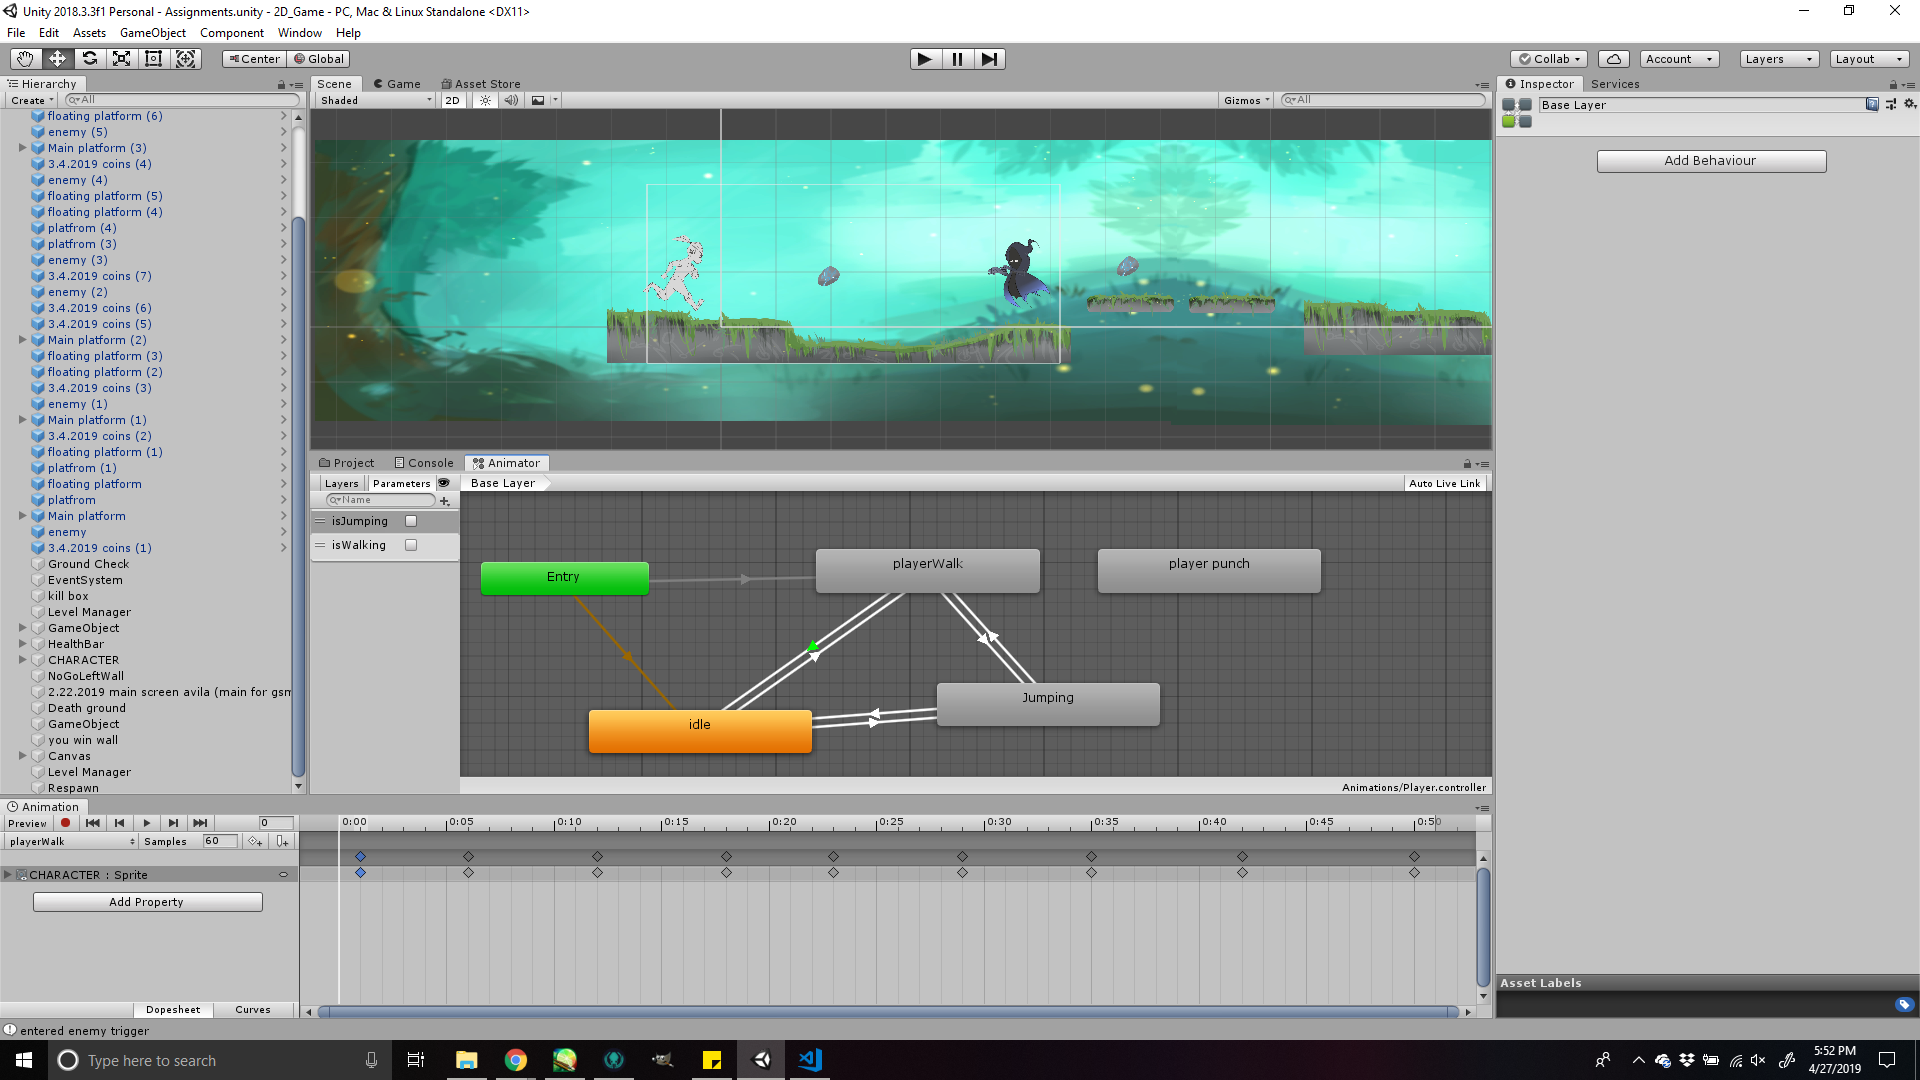 Unity 2018.3.3f1 Personal - Assignments.unity - 2D_Game - PC, Mac & Linux Standalone <DX11>
File Edit Assets GameObject Component Window Help
Center Global Collab Account Layers Layout
Hierarchy
Create All
floating platform (6)
enemy (5)
Main platform (3)
3.4.2019 coins (4)
enemy (4)
floating platform (5)
floating platform (4)
platfrom (4)
platfrom (3)
enemy (3)
3.4.2019 coins (7)
enemy (2)
3.4.2019 coins (6)
3.4.2019 coins (5)
Main platform (2)
floating platform (3)
floating platform (2)
3.4.2019 coins (3)
enemy (1)
Main platform (1)
3.4.2019 coins (2)
floating platform (1)
platfrom (1)
floating platform
platfrom
Main platform
enemy
3.4.2019 coins (1)
Ground Check
EventSystem
kill box
Level Manager
GameObject
HealthBar
CHARACTER
NoGoLeftWall
2.22.2019 main screen avila (main for gsm
Death ground
GameObject
you win wall
Canvas
Level Manager
Respawn
Scene Game Asset Store
Shaded 2D Gizmos All
Project Console Animator
Layers Parameters Base Layer Auto Live Link
Name
isJumping
isWalking
Entry
playerWalk
player punch
Jumping
idle
Animations/Player.controller
Inspector Services
Base Layer
Add Behaviour
Asset Labels
Animation
Preview 0
0:00 0:05 0:10 0:15 0:20 0:25 0:30 0:35 0:40 0:45 0:50
playerWalk Samples 60
CHARACTER : Sprite
Add Property
Dopesheet Curves
entered enemy trigger
Type here to search
5:52 PM
4/27/2019